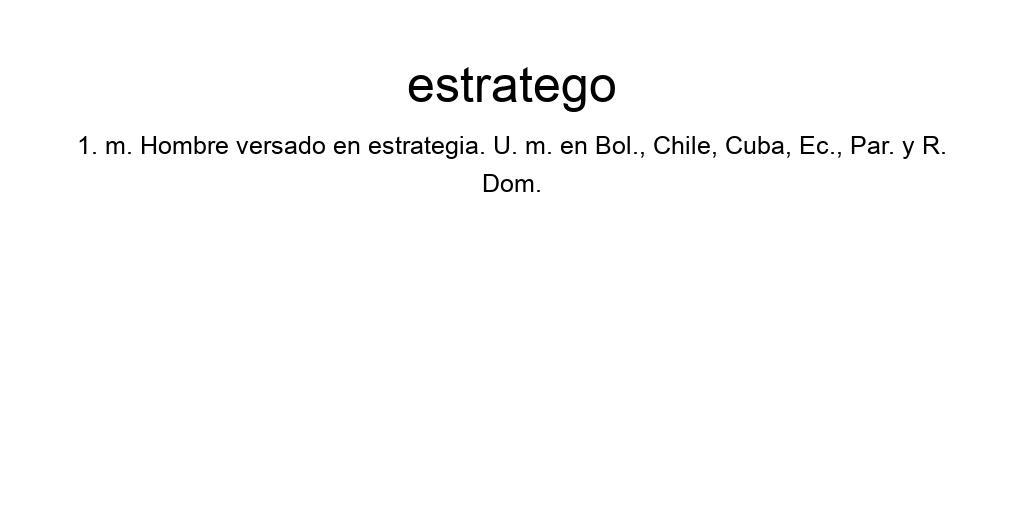 estratego
1. m. Hombre versado en estrategia. U. m. en Bol., Chile, Cuba, Ec., Par. y R.
Dom.